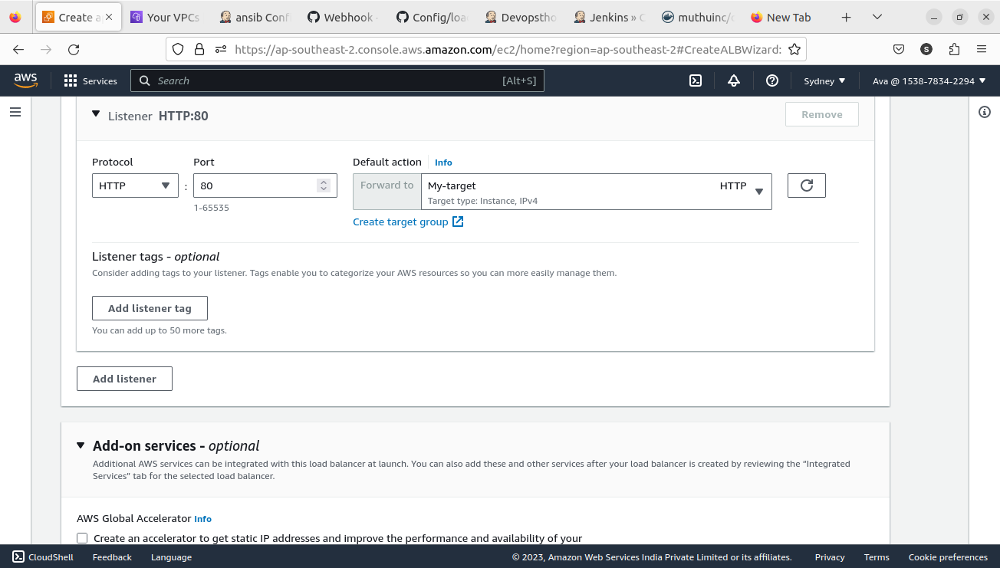 Create a
Your VPCs
ansib Conf
Webhook
Config/loa
Devopstho
Jenkins » C
muthuinc/
New Tab
https://ap-southeast-2.console.aws.amazon.com/ec2/home?region=ap-southeast-2#CreateALBWizard:
S
aws
Services
Search
[Alt+S]
Sydney
Ava @ 1538-7834-2294
Listener HTTP:80
Remove
Protocol
Port
Default action
Info
HTTP
:
80
Forward to
My-target
HTTP
Target type: Instance, IPv4
1-65535
Create target group
Listener tags - optional
Consider adding tags to your listener. Tags enable you to categorize your AWS resources so you can more easily manage them.
Add listener tag
You can add up to 50 more tags.
Add listener
Add-on services - optional
Additional AWS services can be integrated with this load balancer at launch. You can also add these and other services after your load balancer is created by reviewing the “Integrated
Services” tab for the selected load balancer.
AWS Global Accelerator Info
Create an accelerator to get static IP addresses and improve the performance and availability of your
CloudShell
Feedback
Language
© 2023, Amazon Web Services India Private Limited or its affiliates.
Privacy
Terms
Cookie preferences